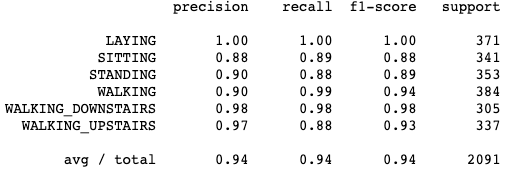 precision recall f1-score support
LAYING 1.00 1.00 1.00 371
SITTING 0.88 0.89 0.88 341
STANDING 0.90 0.88 0.89 353
WALKING 0.90 0.99 0.94 384
WALKING_DOWNSTAIRS 0.98 0.98 0.98 305
WALKING_UPSTAIRS 0.97 0.88 0.93 337
avg / total 0.94 0.94 0.94 2091